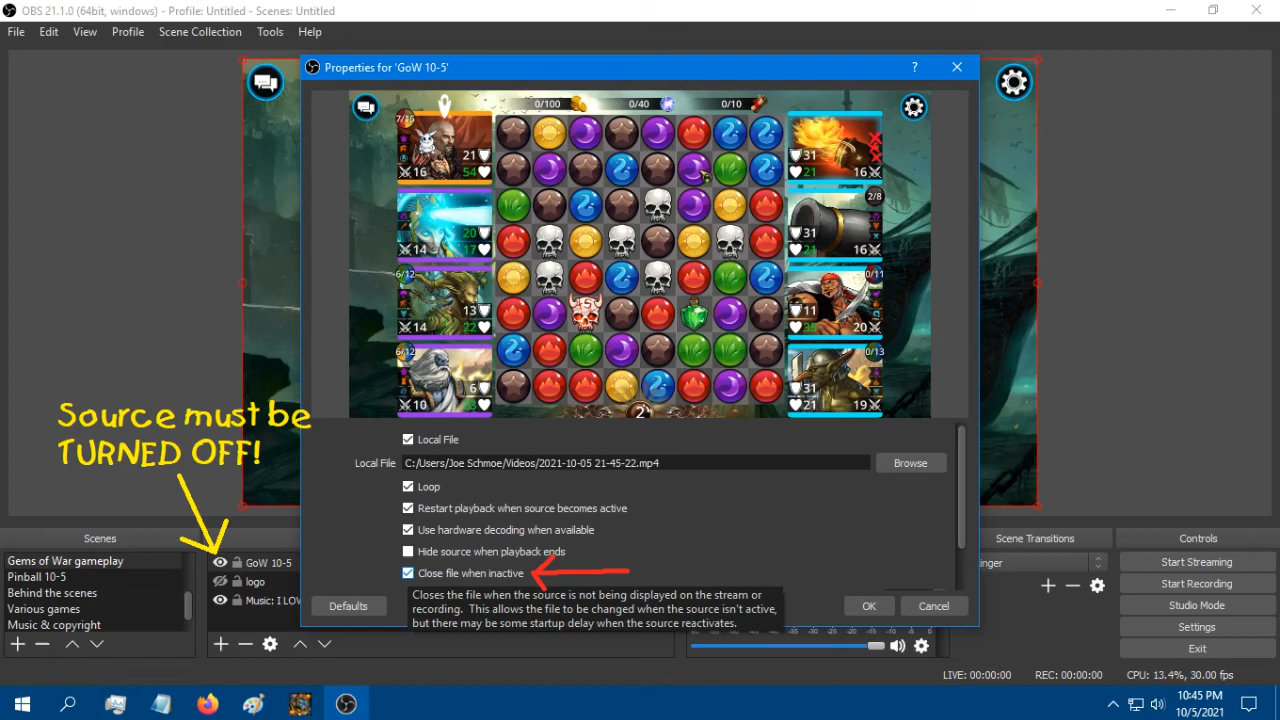 OBS 21.1.0 (64bit, windows) - Profile: Untitled - Scenes: Untitled
File Edit View Profile Scene Collection Tools Help
Properties for 'GoW 10-5'
?
0/100 0/40 0/10
7/15
21
16 54
31
21 16
2/8
20
14 17
31
21 16
6/12
13
14 22
0/11
11
35 20
6/12
6
10
0/13
31
21 19
2
Source must be
TURNED OFF!
Local File
Local File C:/Users/Joe Schmoe/Videos/2021-10-05 21-45-22.mp4 Browse
Loop
Restart playback when source becomes active
Use hardware decoding when available
Hide source when playback ends
Close file when inactive
Closes the file when the source is not being displayed on the stream or
recording. This allows the file to be changed when the source isn't active,
but there may be some startup delay when the source reactivates.
Defaults OK Cancel
Scenes
Gems of War gameplay
Pinball 10-5
Behind the scenes
Various games
Music & copyright
GoW 10-5
logo
Music: I LOV
Scene Transitions
inger
Controls
Start Streaming
Start Recording
Studio Mode
Settings
Exit
0
LIVE: 00:00:00 REC: 00:00:00 CPU: 13.4%, 30.00 fps
10:45 PM
10/5/2021